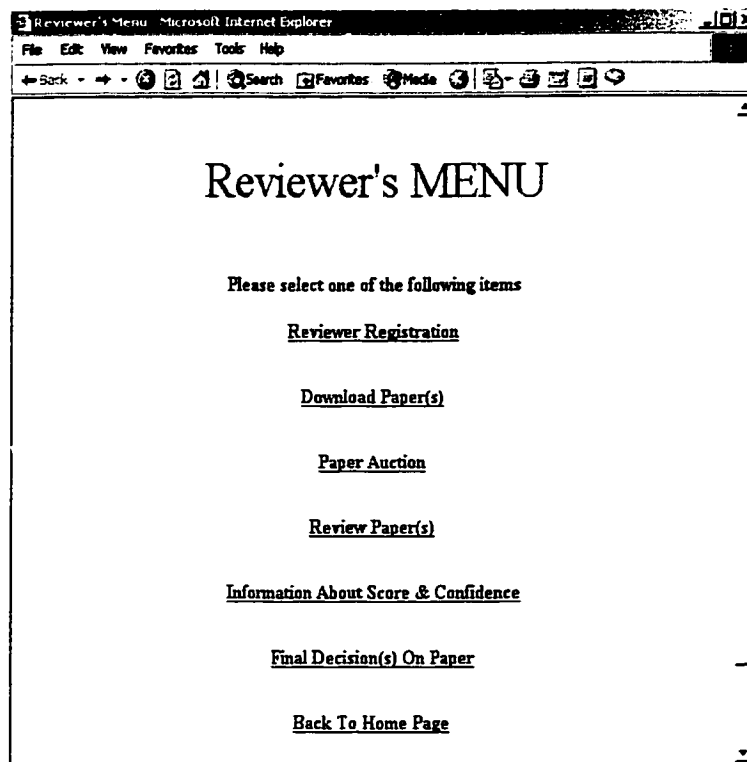 Reviewer's Menu Microsoft Internet Explorer
File Edit View Favorites Tools Help
Back Search Favorites Media
Reviewer's MENU
Please select one of the following items
Reviewer Registration
Download Paper(s)
Paper Auction
Review Paper(s)
Information About Score & Confidence
Final Decision(s) On Paper
Back To Home Page